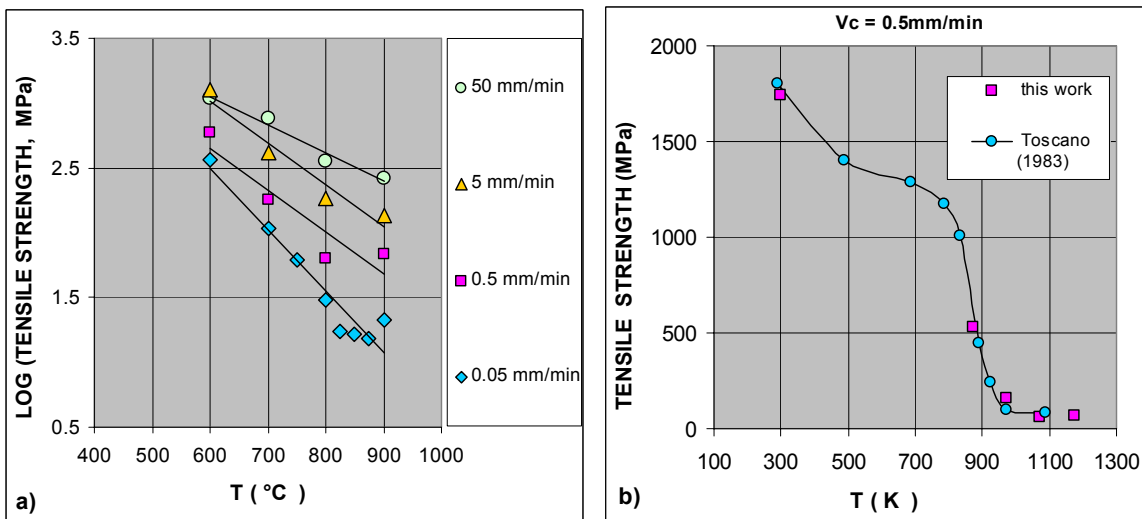 3.5
2.5
1.5
0.5
400 500 600 700 800 900 1000
LOG (TENSILE STRENGTH, MPa)
T ( °C )
a)
50 mm/min
5 mm/min
0.5 mm/min
0.05 mm/min
Vc = 0.5mm/min
2000
1500
1000
500
0
100 300 500 700 900 1100 1300
TENSILE STRENGTH (MPa)
T ( K )
b)
this work
Toscano
(1983)